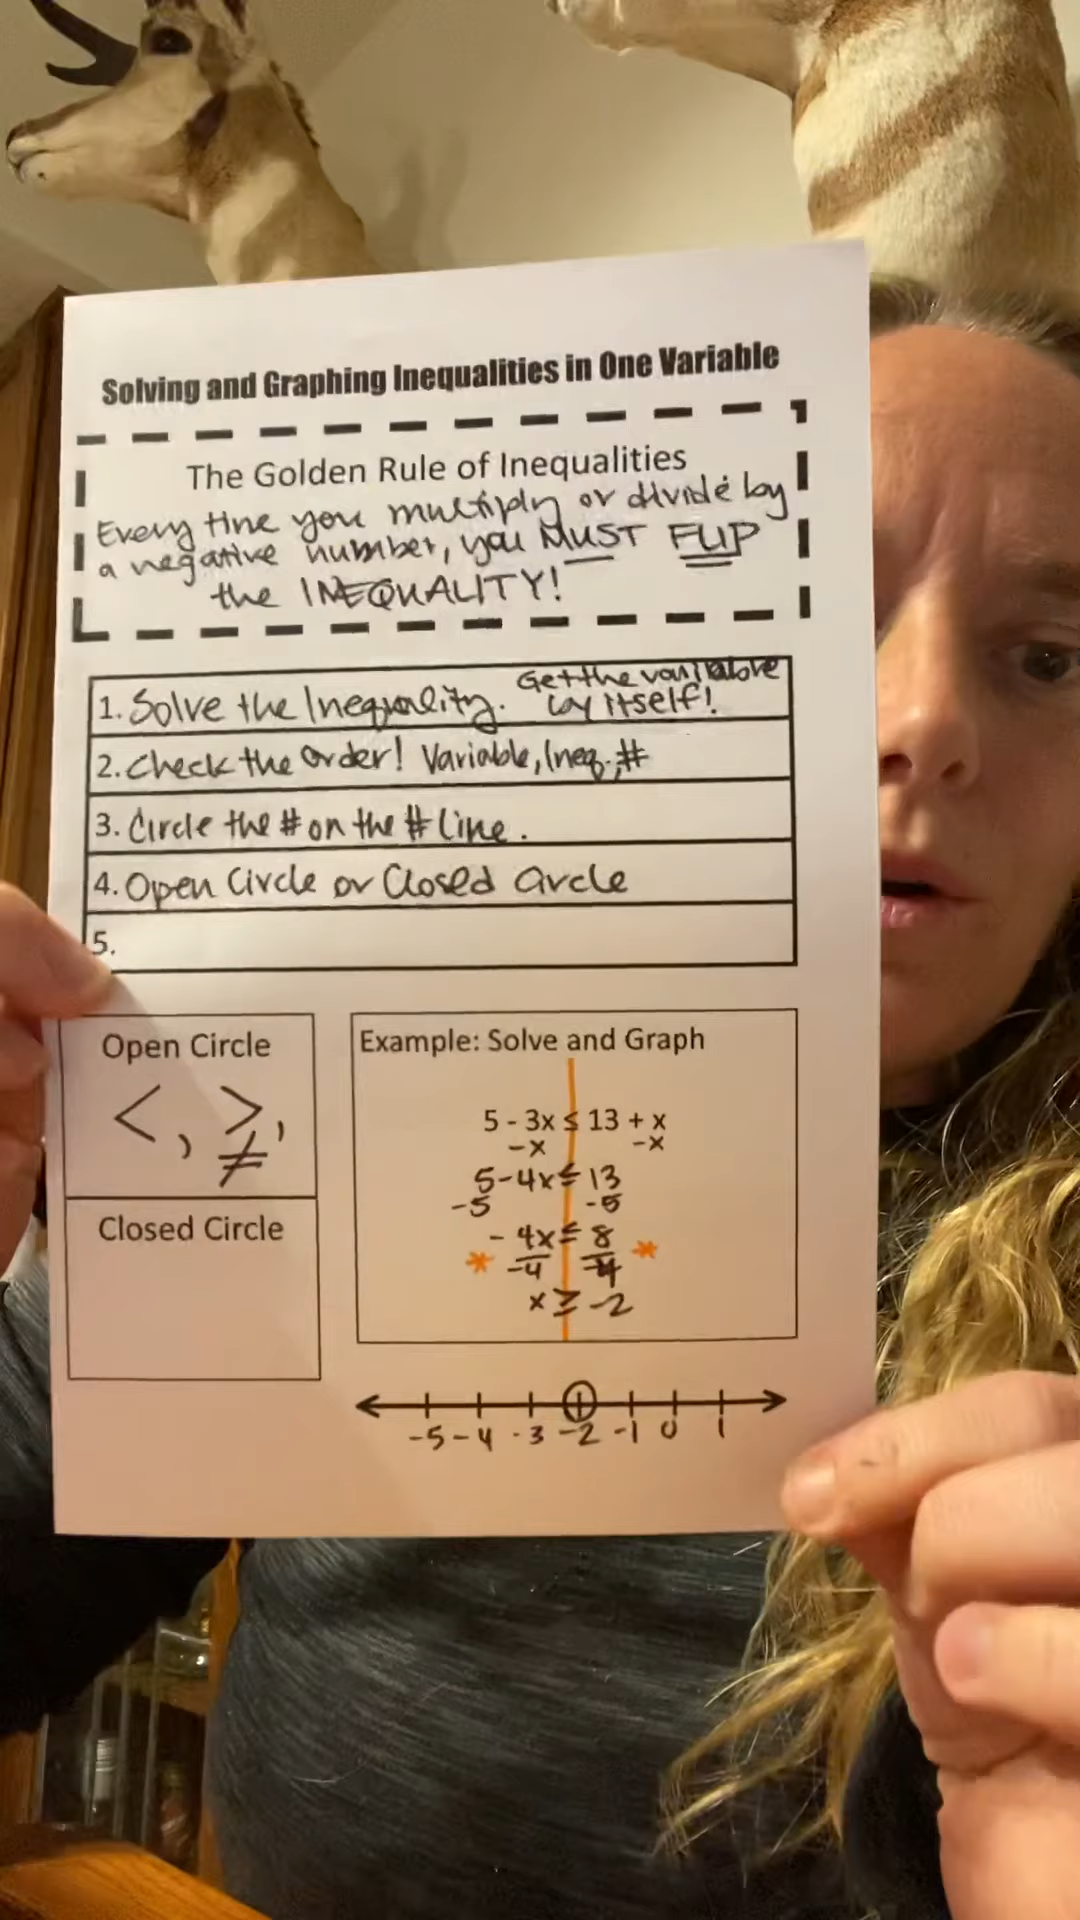 Solving and Graphing Inequalities in One Variable
The Golden Rule of Inequalities
Every time you multiply or divide by
a negative number, you MUST FLIP
the INEQUALITY!
1. Solve the Inequality. Get the variable
by itself!
2. Check the order! Variable, Ineq., #
3. Circle the # on the # line.
4. Open Circle or Closed Circle
5.
Open Circle
<, >,
≠
Closed Circle
Example: Solve and Graph
5 - 3x ≤ 13 + x
-x -x
5-4x ≤ 13
-5 -5
* -4x ≤ 8 *
-4 -4
x ≥ -2
-5 -4 -3 -2 -1 0 1